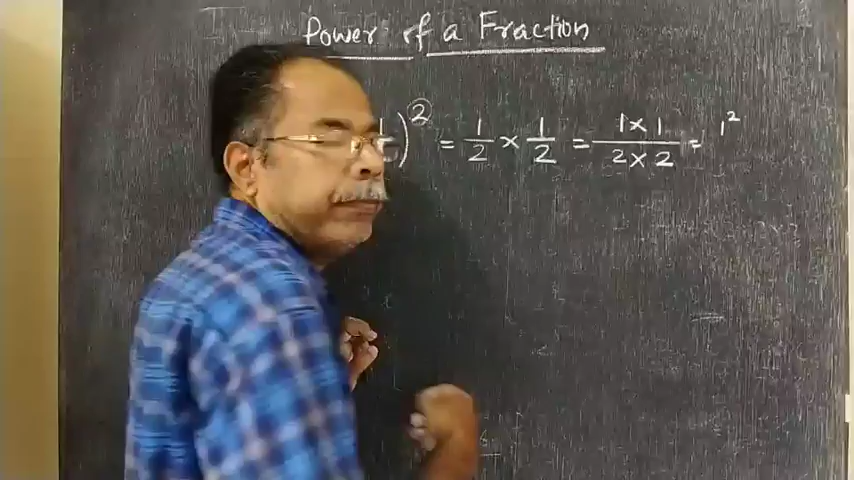 Power of a Fraction
)² = 1/2 × 1/2 = 1×1/2×2 = 1²